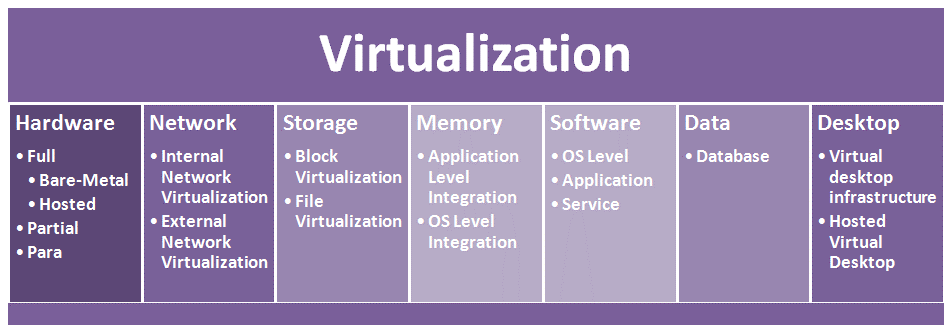 Virtualization
Hardware
• Full
• Bare-Metal
• Hosted
• Partial
• Para
Network
• Internal
Network
Virtualization
• External
Network
Virtualization
Storage
• Block
Virtualization
• File
Virtualization
Memory
• Application
Level
Integration
• OS Level
Integration
Software
• OS Level
• Application
• Service
Data
• Database
Desktop
• Virtual
desktop
infrastructure
• Hosted
Virtual
Desktop